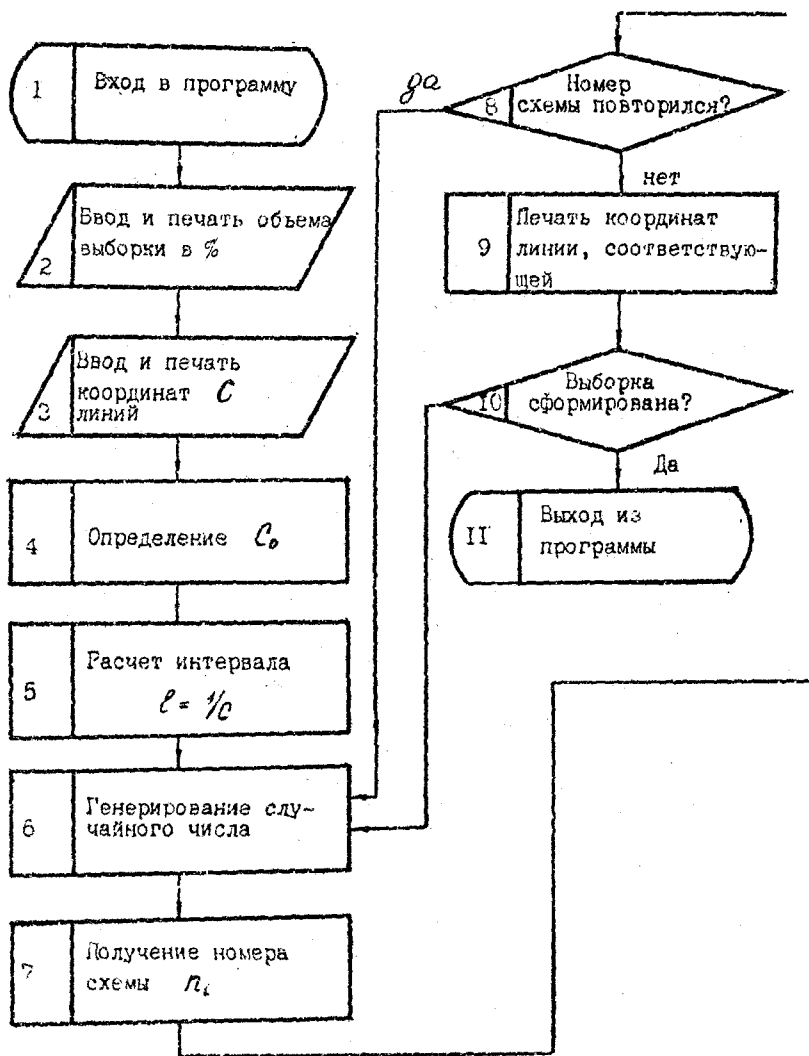 1
Вход в программу
2
Ввод и печать объема
выборки в %
3
Ввод и печать
координат C
линий
4
Определение C₀
5
Расчет интервала
ℓ = 1/C
6
Генерирование слу-
чайного числа
7
Получение номера
схемы nᵢ
да
8
Номер
схемы повторился?
нет
9
Печать координат
линии, соответствую-
щей
10
Выборка
сформирована?
Да
II
Выход из
программы